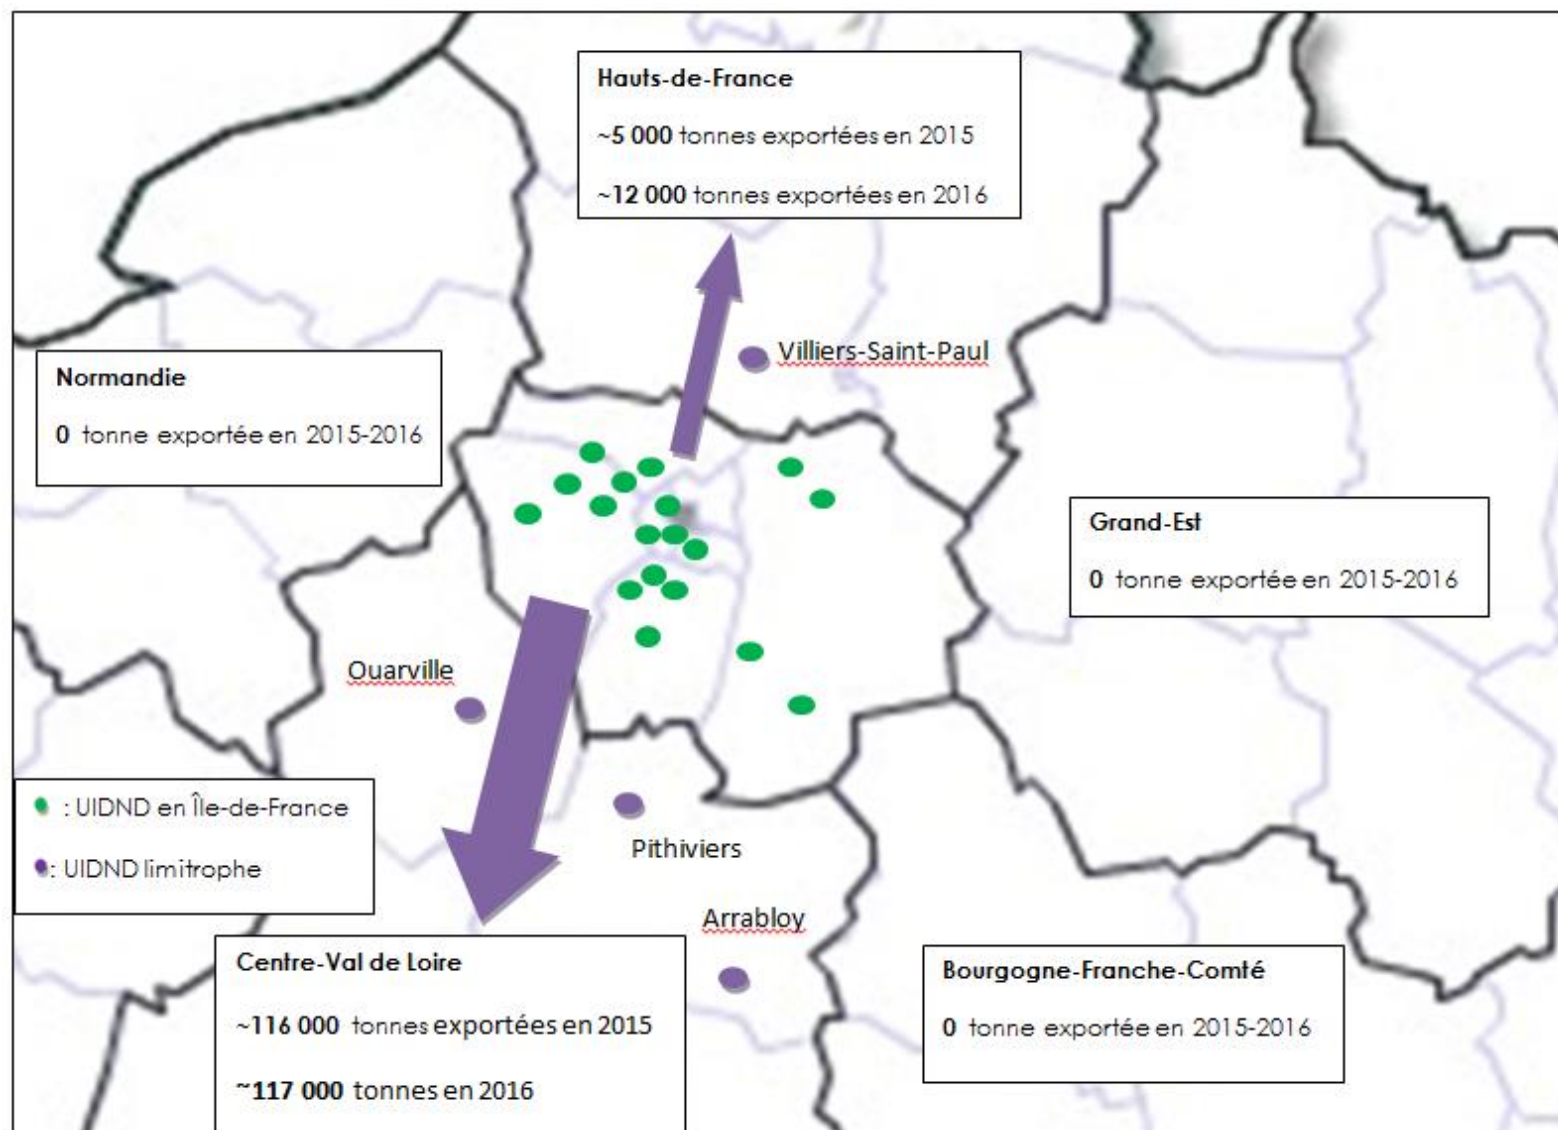 Hauts-de-France
~5 000 tonnes exportées en 2015
~12 000 tonnes exportées en 2016
Villiers-Saint-Paul
Normandie
0 tonne exportée en 2015-2016
Grand-Est
0 tonne exportée en 2015-2016
Ouarville
: UIDND en Île-de-France
: UIDND limitrophe
Pithiviers
Arrabloy
Centre-Val de Loire
~116 000 tonnes exportées en 2015
~117 000 tonnes en 2016
Bourgogne-Franche-Comté
0 tonne exportée en 2015-2016